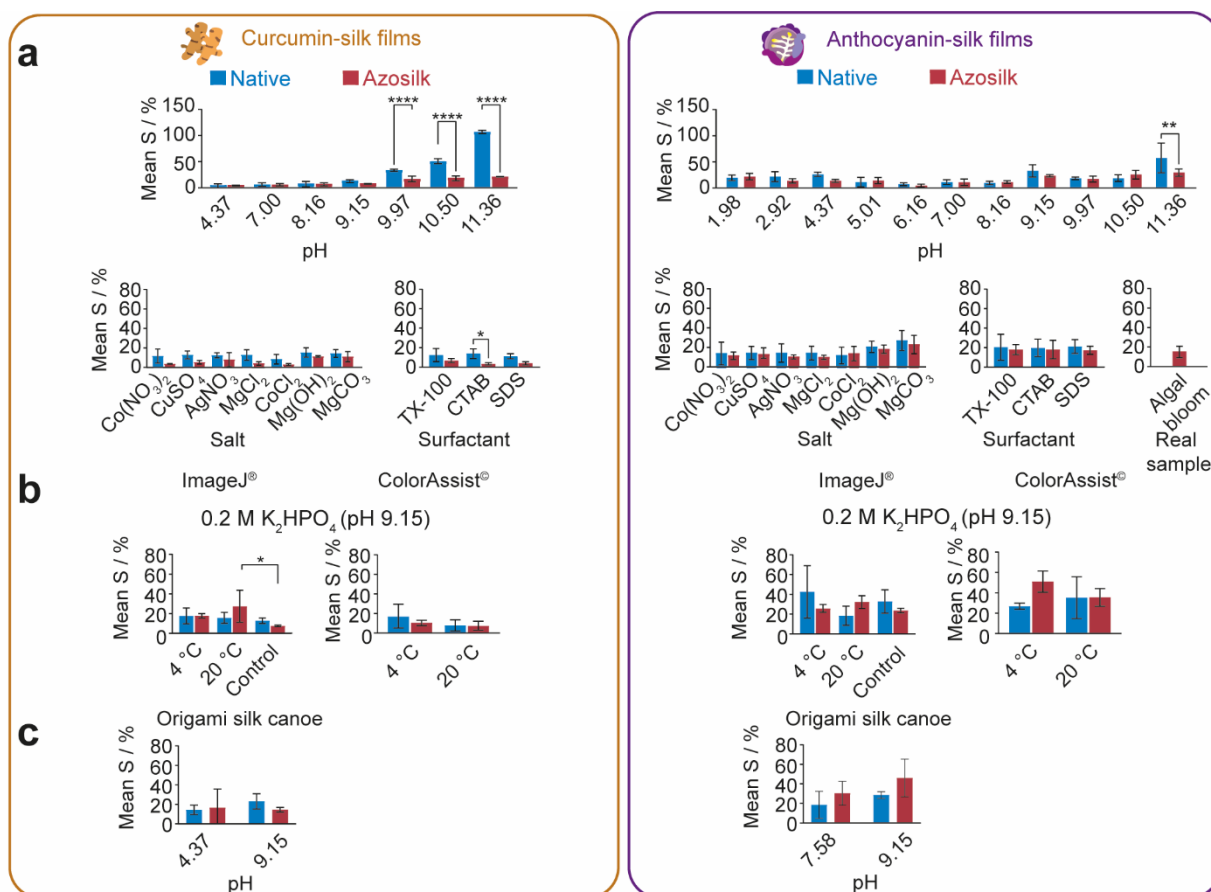 a
Curcumin-silk films
Native Azosilk
Mean S / %
150
100
50
0
**** **** ****
4.37 7.00 8.16 9.15 9.97 10.50 11.36
pH
Mean S / %
80
60
40
20
0
Co(NO₃)₂ CuSO₄ AgNO₃ MgCl₂ CoCl₂ Mg(OH)₂ MgCO₃
Salt
Mean S / %
80
60
40
20
0
*
TX-100 CTAB SDS
Surfactant
Anthocyanin-silk films
Native Azosilk
Mean S / %
150
100
50
0
**
1.98 2.92 4.37 5.01 6.16 7.00 8.16 9.15 9.97 10.50 11.36
pH
Mean S / %
80
60
40
20
0
Co(NO₃)₂ CuSO₄ AgNO₃ MgCl₂ CoCl₂ Mg(OH)₂ MgCO₃
Salt
Mean S / %
80
60
40
20
0
TX-100 CTAB SDS
Surfactant
Mean S / %
80
60
40
20
0
Algal
bloom
Real
sample
b
ImageJ® ColorAssist©
0.2 M K₂HPO₄ (pH 9.15)
Mean S / %
80
60
40
20
0
*
4 °C 20 °C Control
Mean S / %
80
60
40
20
0
4 °C 20 °C
ImageJ® ColorAssist©
0.2 M K₂HPO₄ (pH 9.15)
Mean S / %
80
60
40
20
0
4 °C 20 °C Control
Mean S / %
80
60
40
20
0
4 °C 20 °C
c
Origami silk canoe
Mean S / %
80
60
40
20
0
4.37 9.15
pH
Origami silk canoe
Mean S / %
80
60
40
20
0
7.58 9.15
pH